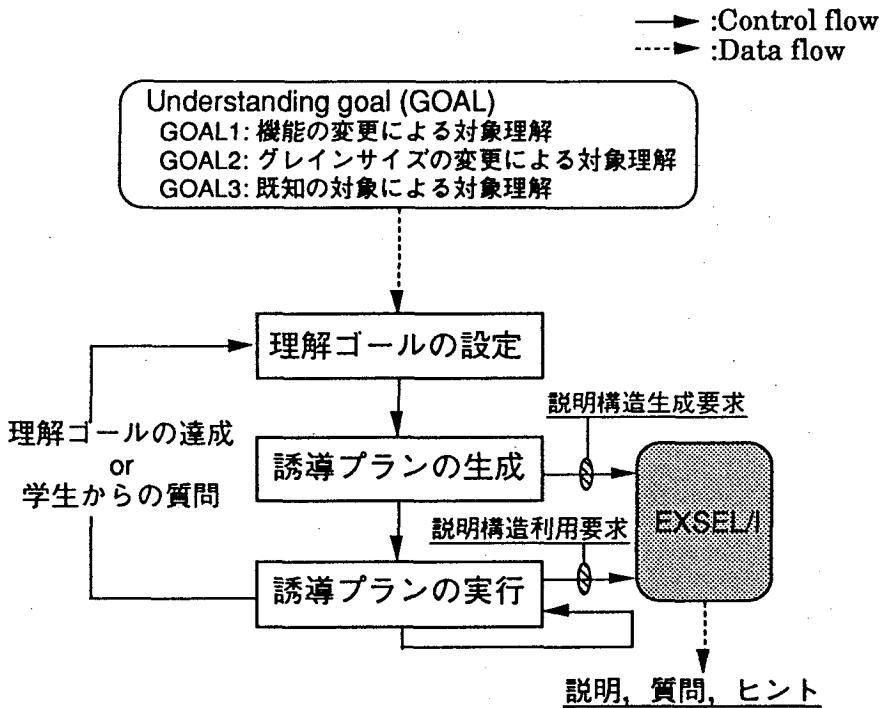 :Control flow
:Data flow
Understanding goal (GOAL)
GOAL1: 機能の変更による対象理解
GOAL2: グレインサイズの変更による対象理解
GOAL3: 既知の対象による対象理解
理解ゴールの設定
説明構造生成要求
理解ゴールの達成
or
学生からの質問
誘導プランの生成
EXSEL/I
説明構造利用要求
誘導プランの実行
説明, 質問, ヒント